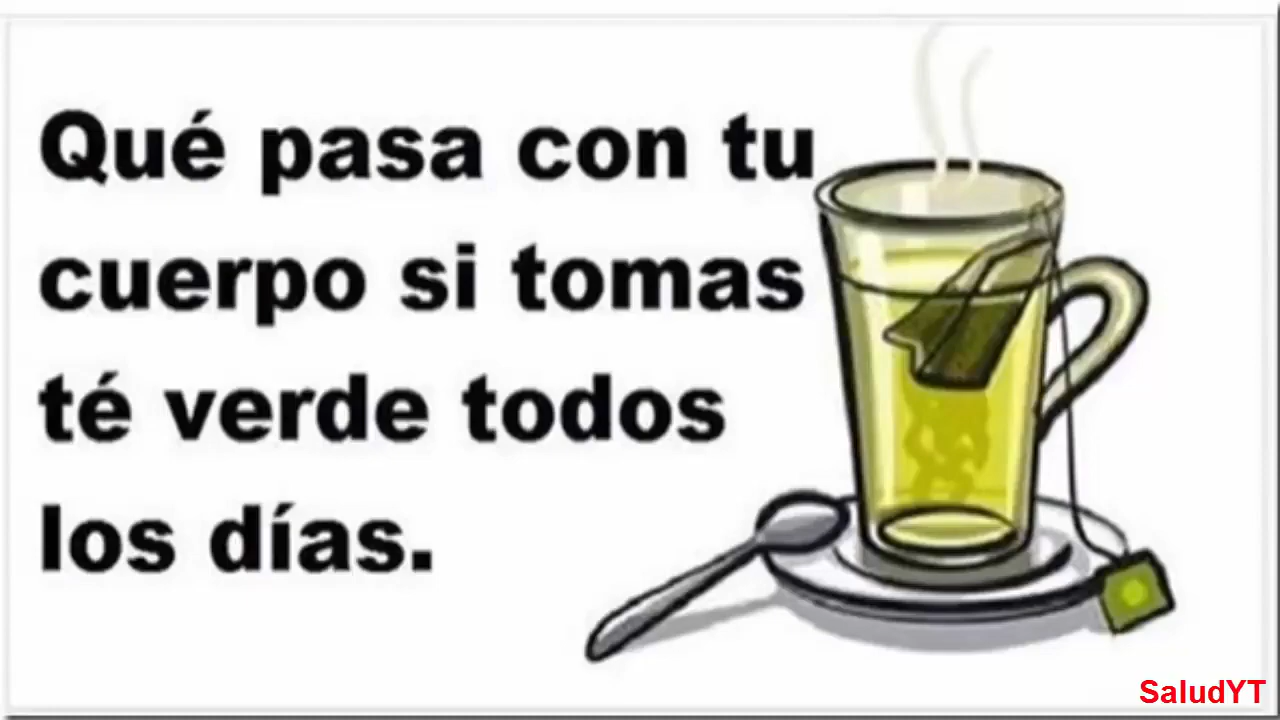 Qué pasa con tu
cuerpo si tomas
té verde todos
los días.
SaludYT